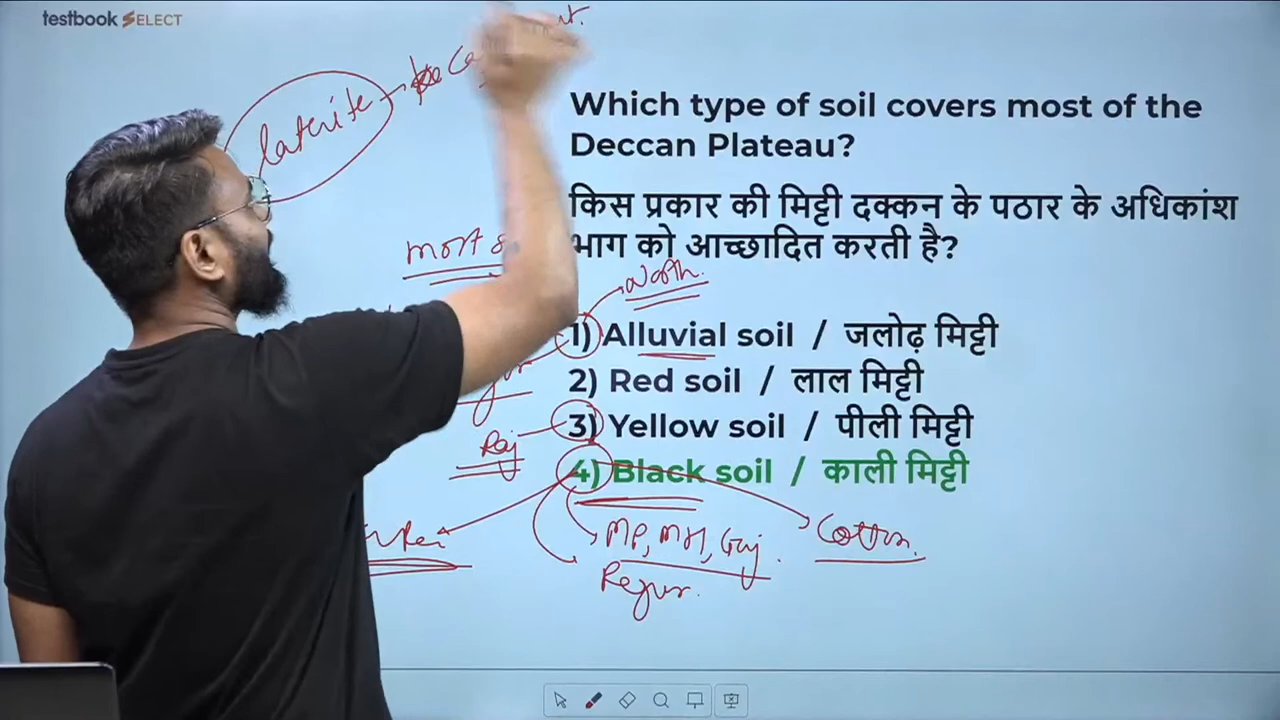 testbook SELECT
laterite
Which type of soil covers most of the
Deccan Plateau?
किस प्रकार की मिट्टी दक्कन के पठार के अधिकांश
भाग को आच्छादित करती है?
most
North.
1) Alluvial soil / जलोढ़ मिट्टी
2) Red soil / लाल मिट्टी
3) Yellow soil / पीली मिट्टी
Raj
4) Black soil / काली मिट्टी
MP, MH, Guj.
Cotton.
Regur.